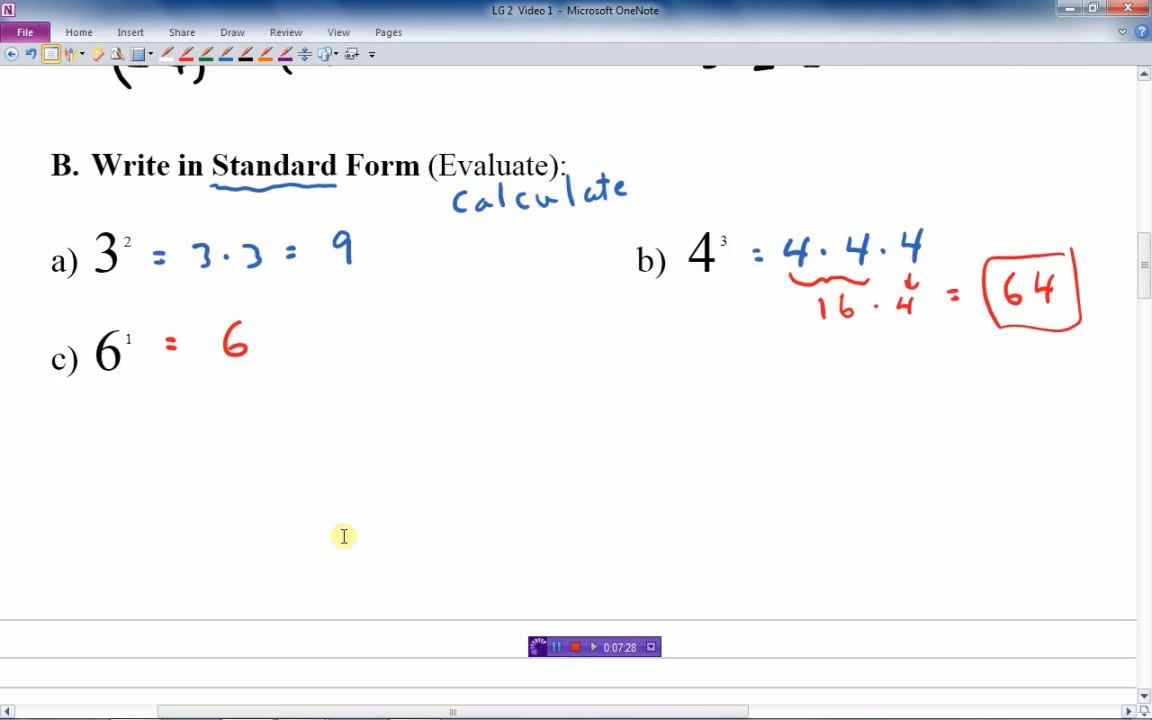 LG 2 Video 1 - Microsoft OneNote
File Home Insert Share Draw Review View Pages
B. Write in Standard Form (Evaluate):
calculate
a) 3² = 3 · 3 = 9
b) 4³ = 4 · 4 · 4
16 · 4 = 64
c) 6¹ = 6
0:07:28